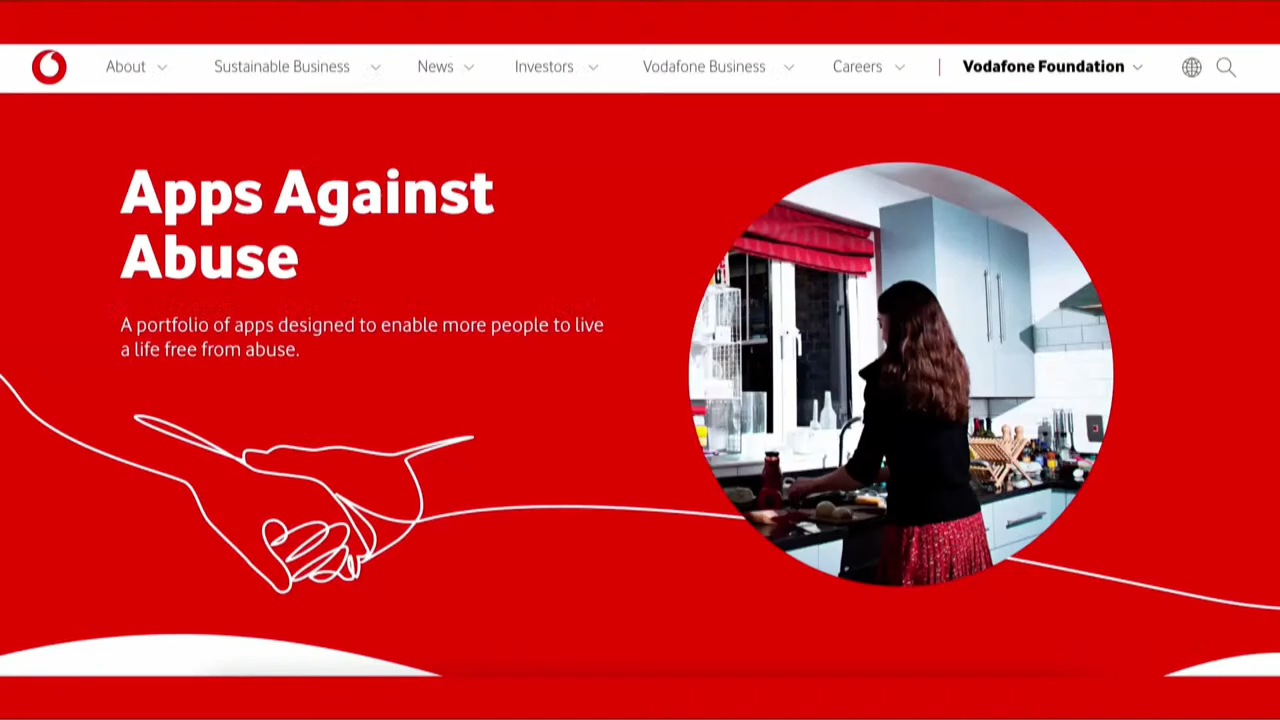 About
Sustainable Business
News
Investors
Vodafone Business
Careers
Vodafone Foundation
Apps Against
Abuse
A portfolio of apps designed to enable more people to live
a life free from abuse.